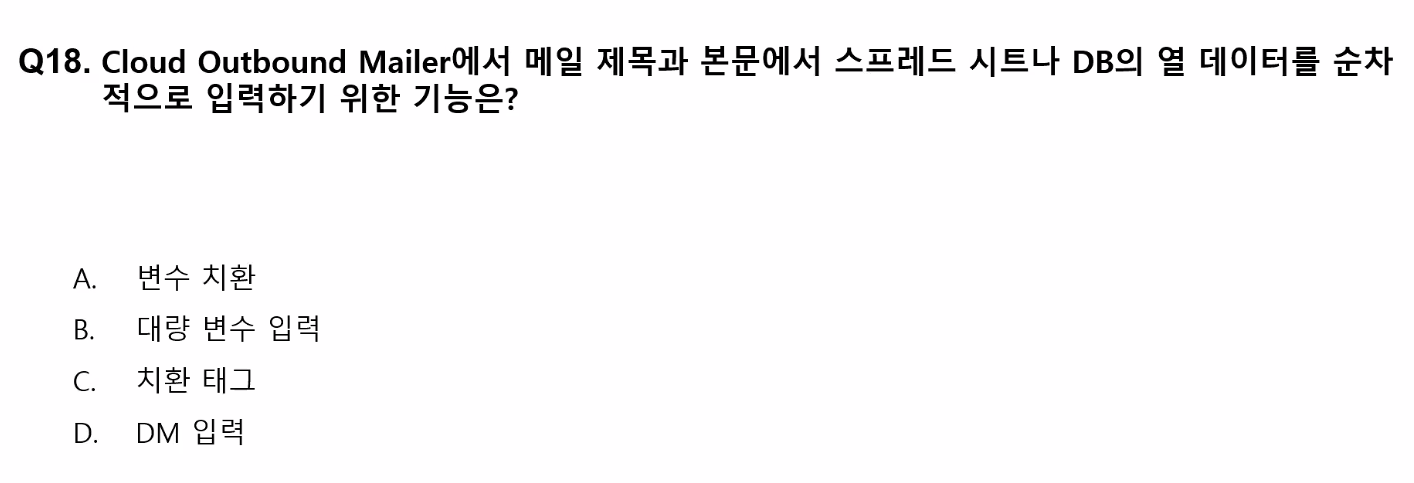 Q18. Cloud Outbound Mailer에서 메일 제목과 본문에서 스프레드 시트나 DB의 열 데이터를 순차
적으로 입력하기 위한 기능은?
A. 변수 치환
B. 대량 변수 입력
C. 치환 태그
D. DM 입력